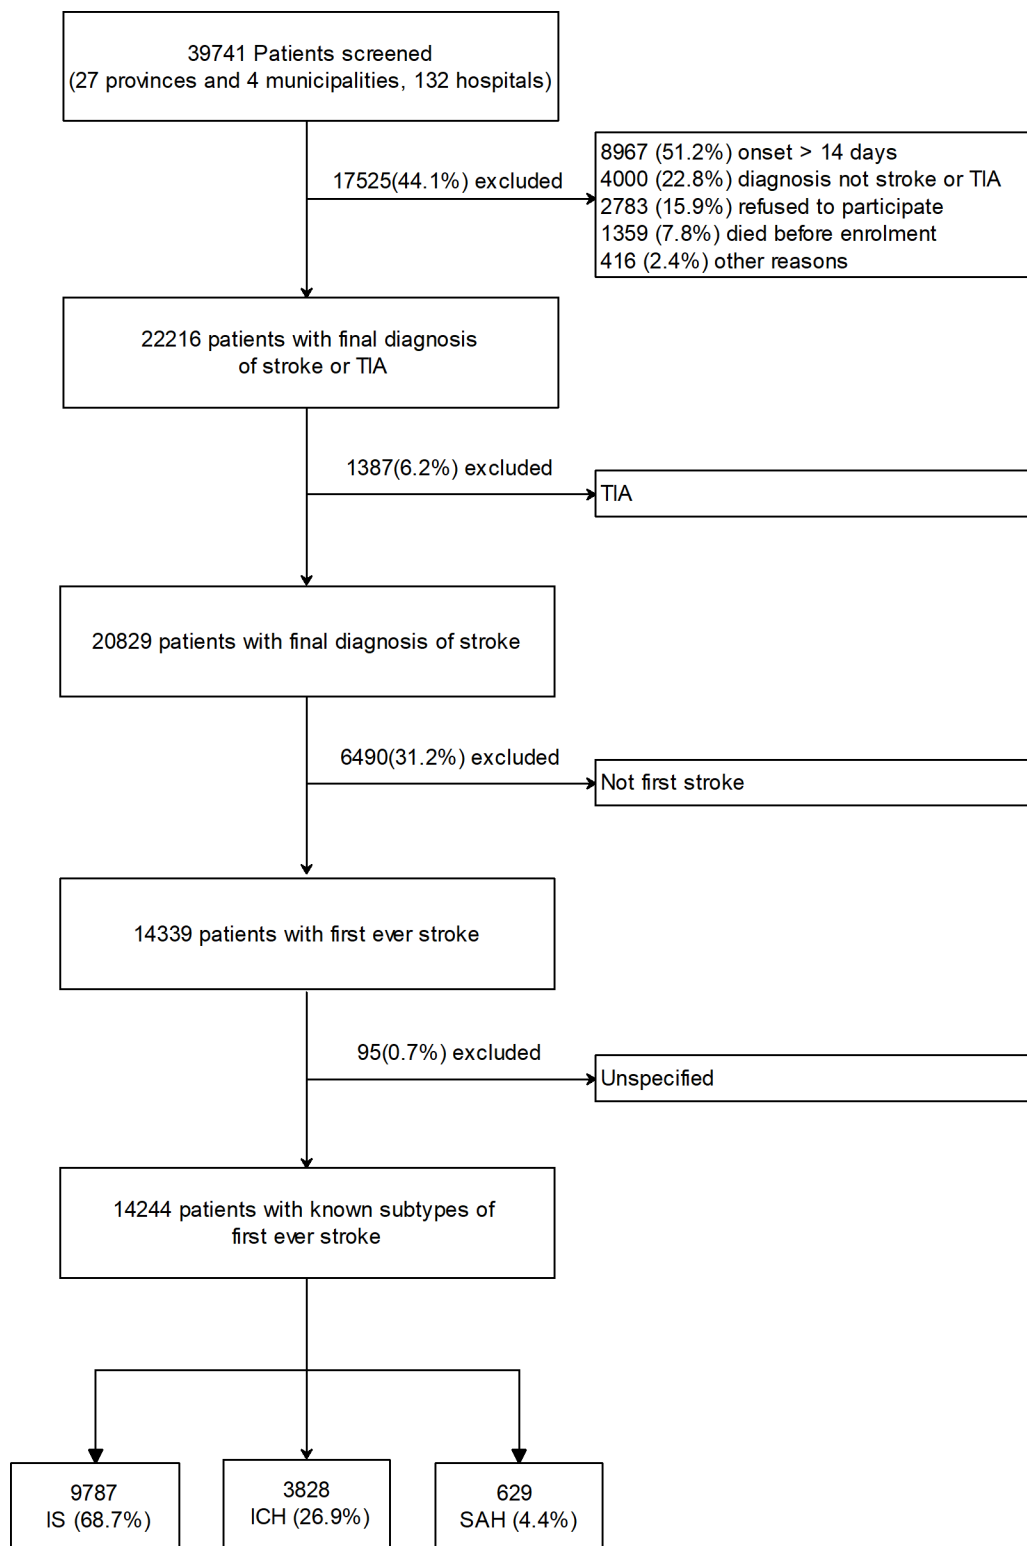 39741 Patients screened
(27 provinces and 4 municipalities, 132 hospitals)
17525(44.1%) excluded
8967 (51.2%) onset > 14 days
4000 (22.8%) diagnosis not stroke or TIA
2783 (15.9%) refused to participate
1359 (7.8%) died before enrolment
416 (2.4%) other reasons
22216 patients with final diagnosis
of stroke or TIA
1387(6.2%) excluded
TIA
20829 patients with final diagnosis of stroke
6490(31.2%) excluded
Not first stroke
14339 patients with first ever stroke
95(0.7%) excluded
Unspecified
14244 patients with known subtypes of
first ever stroke
9787
IS (68.7%)
3828
ICH (26.9%)
629
SAH (4.4%)